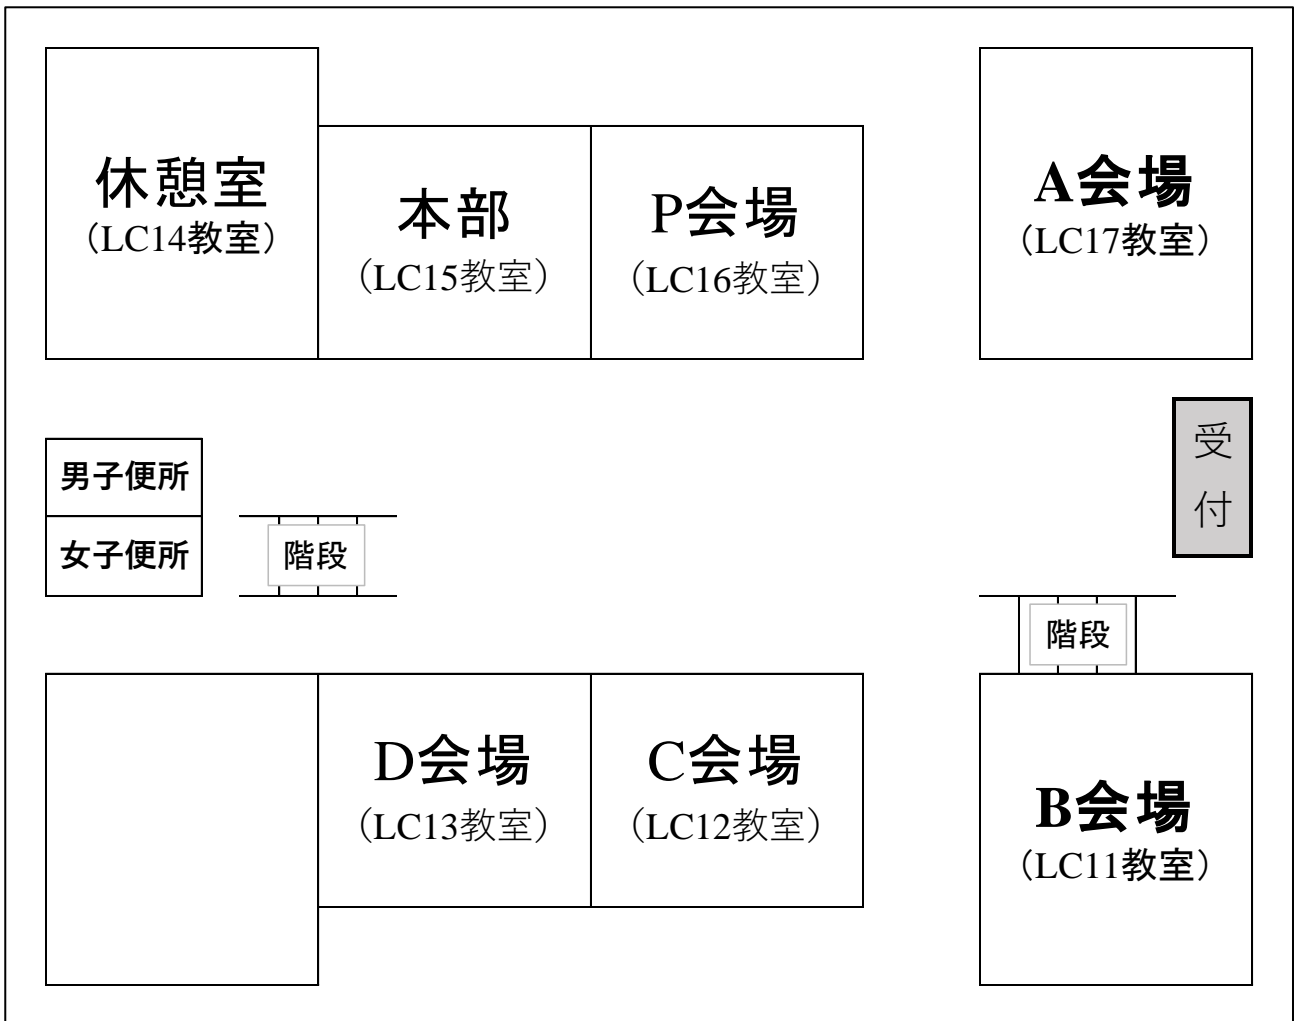 休憩室
（LC14教室）
本部
（LC15教室）
P会場
（LC16教室）
A会場
（LC17教室）
受
付
男子便所
女子便所
階段
階段
D会場
（LC13教室）
C会場
（LC12教室）
B会場
（LC11教室）